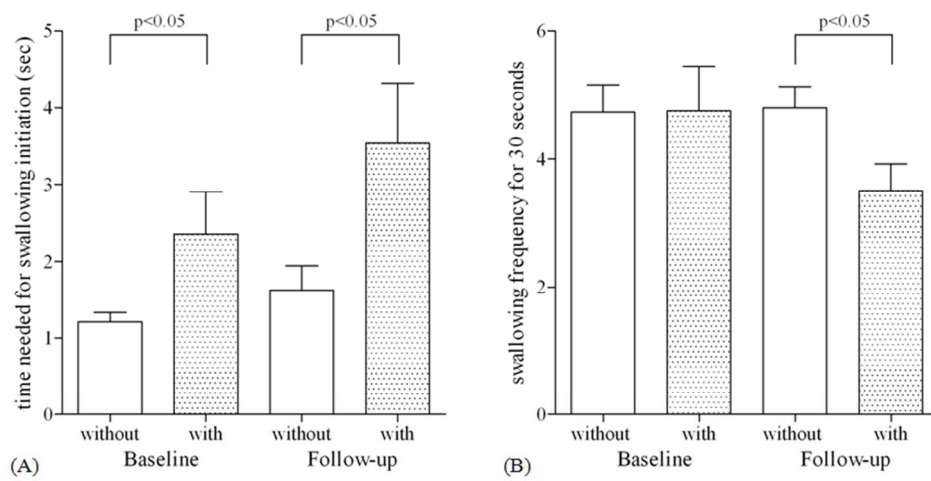 p<0.05
p<0.05
time needed for swallowing initiation (sec)
5
4
3
2
1
0
without
with
without
with
Baseline
Follow-up
(A)
p<0.05
swallowing frequency for 30 seconds
6
4
2
0
without
with
without
with
Baseline
Follow-up
(B)